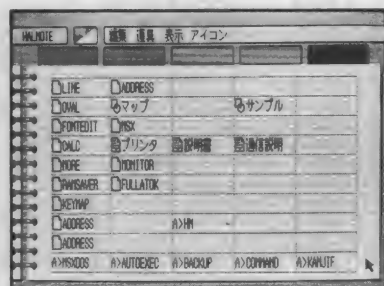 HALNOTE 編集 道具 表示 アイコン
LINE ADDRESS
OVAL マップ サンプル
FONTEDIT MSX
CALC プリンタ 説明書 通信説明
MORE MONITOR
RAMSAVER FULLATOK
KEYMAP
ADDRESS A>HM
ADDRESS
A>MSXDOS A>AUTOEXEC A>BACKUP A>COMMAND A>KANJTF